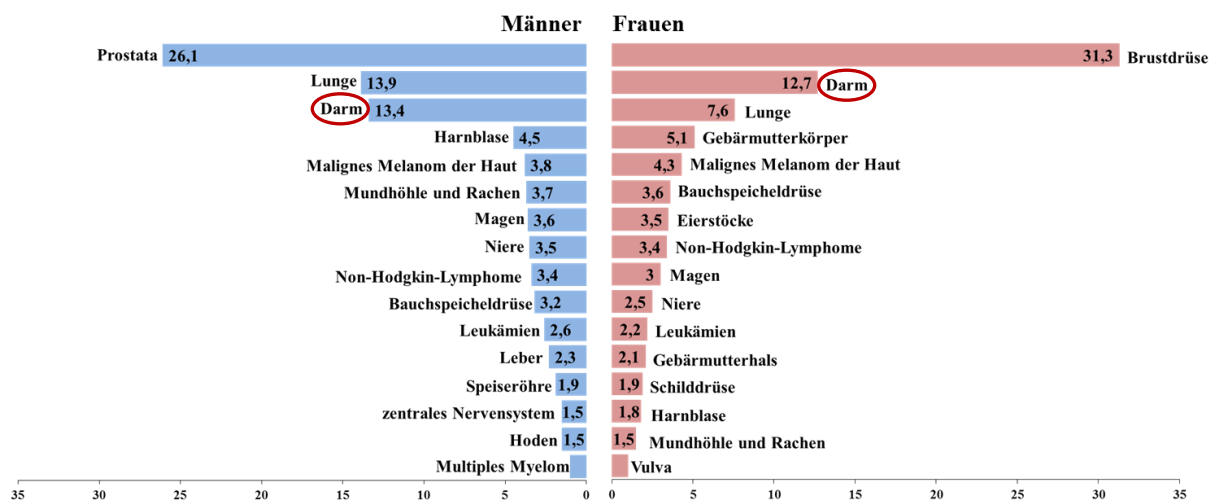 Männer Frauen
Prostata 26,1 31,3 Brustdrüse
Lunge 13,9 12,7 Darm
Darm 13,4 7,6 Lunge
Harnblase 4,5 5,1 Gebärmutterkörper
Malignes Melanom der Haut 3,8 4,3 Malignes Melanom der Haut
Mundhöhle und Rachen 3,7 3,6 Bauchspeicheldrüse
Magen 3,6 3,5 Eierstöcke
Niere 3,5 3,4 Non-Hodgkin-Lymphome
Non-Hodgkin-Lymphome 3,4 3 Magen
Bauchspeicheldrüse 3,2 2,5 Niere
Leukämien 2,6 2,2 Leukämien
Leber 2,3 2,1 Gebärmutterhals
Speiseröhre 1,9 1,9 Schilddrüse
zentrales Nervensystem 1,5 1,8 Harnblase
Hoden 1,5 1,5 Mundhöhle und Rachen
Multiples Myelom Vulva
35 30 25 20 15 10 5 0 0 5 10 15 20 25 30 35